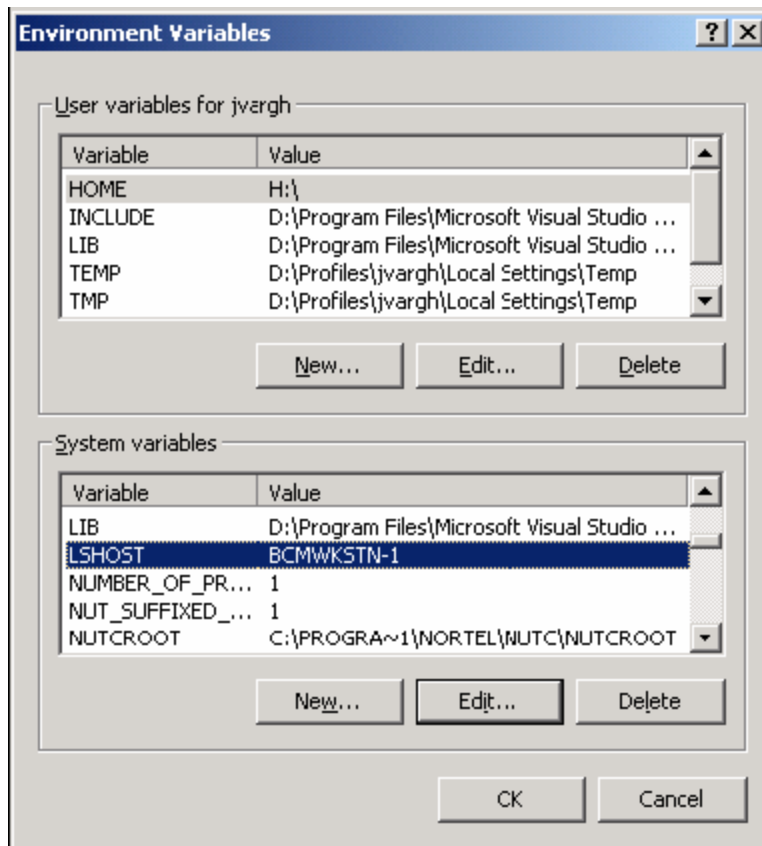 Environment Variables
User variables for jvargh
Variable Value
HOME H:\
INCLUDE D:\Program Files\Microsoft Visual Studio ...
LIB D:\Program Files\Microsoft Visual Studio ...
TEMP D:\Profiles\jvargh\Local Settings\Temp
TMP D:\Profiles\jvargh\Local Settings\Temp
New... Edit... Delete
System variables
Variable Value
LIB D:\Program Files\Microsoft Visual Studio ...
LSHOST BCMWKSTN-1
NUMBER_OF_PR... 1
NUT_SUFFIXED_... 1
NUTCROOT C:\PROGRA~1\NORTEL\NUTC\NUTCROOT
New... Edit... Delete
OK Cancel